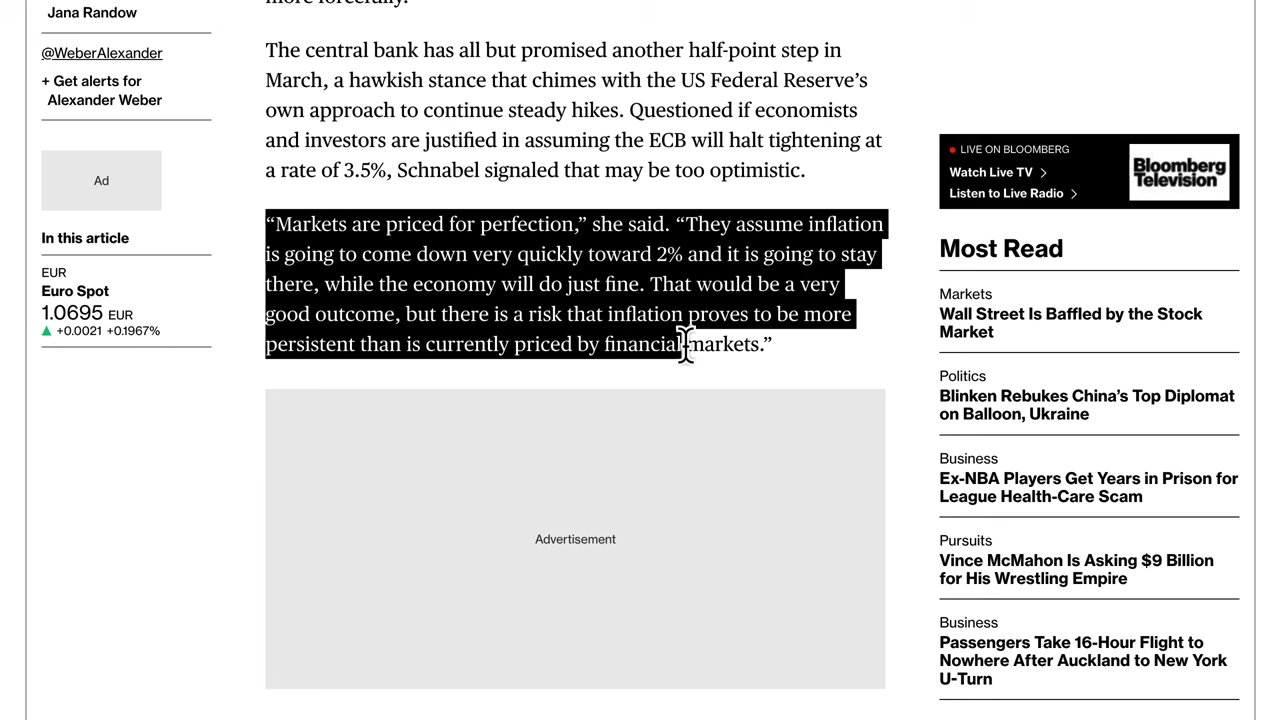 Jana Randow
@WeberAlexander
+ Get alerts for
Alexander Weber
Ad
In this article
EUR
Euro Spot
1.0695 EUR
▲ +0.0021 +0.1967%
more forcefully.
The central bank has all but promised another half-point step in
March, a hawkish stance that chimes with the US Federal Reserve’s
own approach to continue steady hikes. Questioned if economists
and investors are justified in assuming the ECB will halt tightening at
a rate of 3.5%, Schnabel signaled that may be too optimistic.
“Markets are priced for perfection,” she said. “They assume inflation
is going to come down very quickly toward 2% and it is going to stay
there, while the economy will do just fine. That would be a very
good outcome, but there is a risk that inflation proves to be more
persistent than is currently priced by financial markets.”
Advertisement
LIVE ON BLOOMBERG
Watch Live TV
Listen to Live Radio
Bloomberg
Television
Most Read
Markets
Wall Street Is Baffled by the Stock
Market
Politics
Blinken Rebukes China’s Top Diplomat
on Balloon, Ukraine
Business
Ex-NBA Players Get Years in Prison for
League Health-Care Scam
Pursuits
Vince McMahon Is Asking $9 Billion
for His Wrestling Empire
Business
Passengers Take 16-Hour Flight to
Nowhere After Auckland to New York
U-Turn